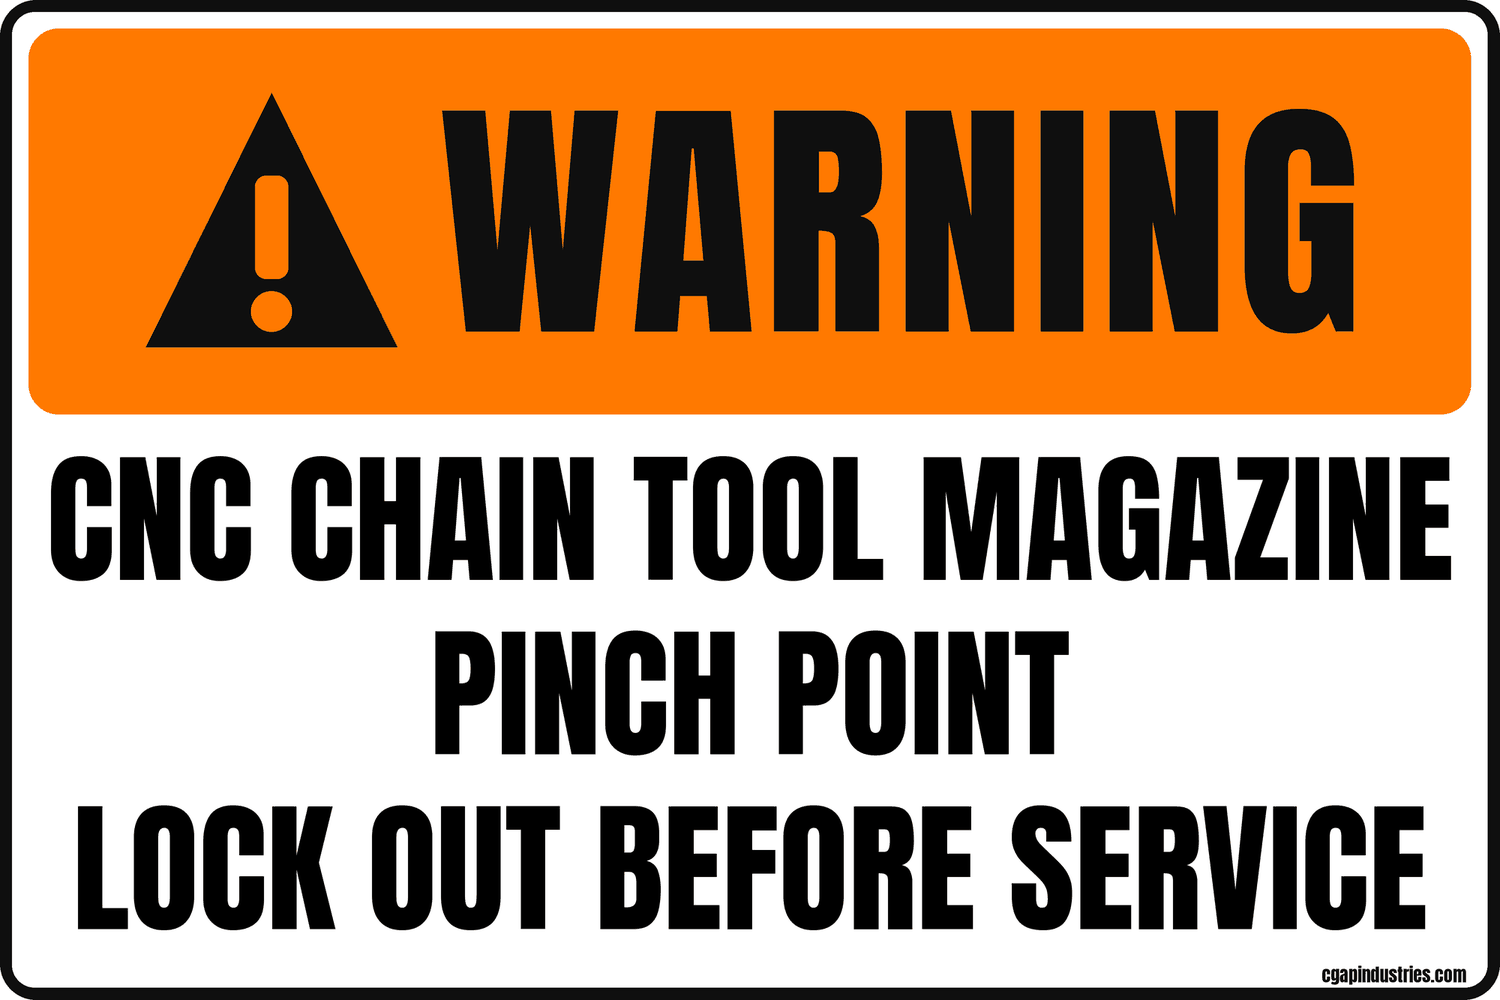 WARNING
CNC CHAIN TOOL MAGAZINE
PINCH POINT
LOCK OUT BEFORE SERVICE
cgapindustries.com